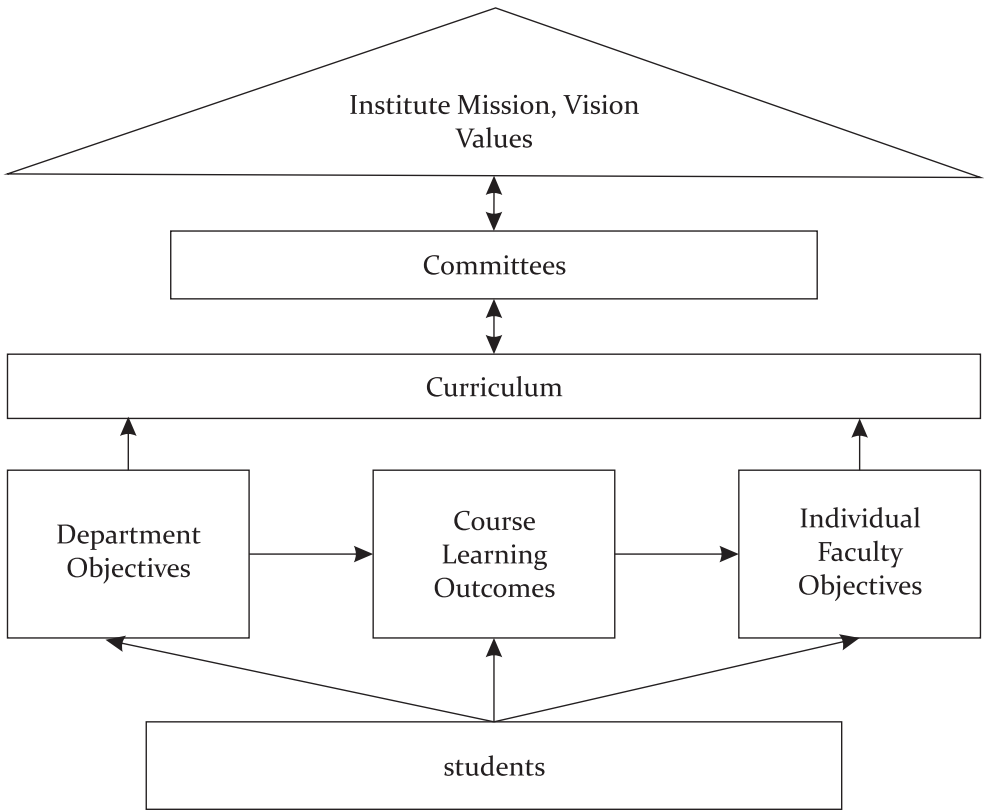 Institute Mission, Vision
Values
Committees
Curriculum
Department
Objectives
Course
Learning
Outcomes
Individual
Faculty
Objectives
students